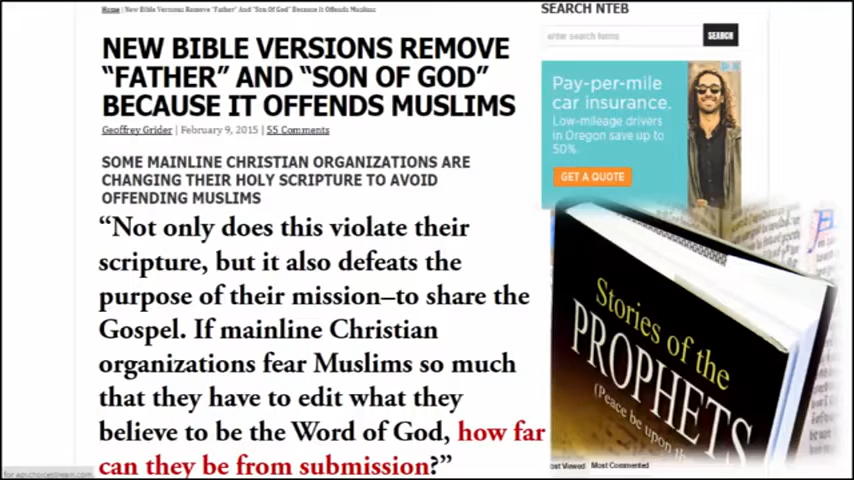 Home | New Bible Versions Remove "Father" And "Son Of God" Because It Offends Muslims
NEW BIBLE VERSIONS REMOVE
“FATHER” AND “SON OF GOD”
BECAUSE IT OFFENDS MUSLIMS
Geoffrey Grider | February 9, 2015 | 55 Comments
SOME MAINLINE CHRISTIAN ORGANIZATIONS ARE
CHANGING THEIR HOLY SCRIPTURE TO AVOID
OFFENDING MUSLIMS
“Not only does this violate their
scripture, but it also defeats the
purpose of their mission–to share the
Gospel. If mainline Christian
organizations fear Muslims so much
that they have to edit what they
believe to be the Word of God, how far
can they be from submission?”
SEARCH NTEB
enter search terms
SEARCH
Pay-per-mile
car insurance.
Low-mileage drivers
in Oregon save up to
50%.
GET A QUOTE
Stories of the
PROPHETS
(Peace be upon
Most Commented